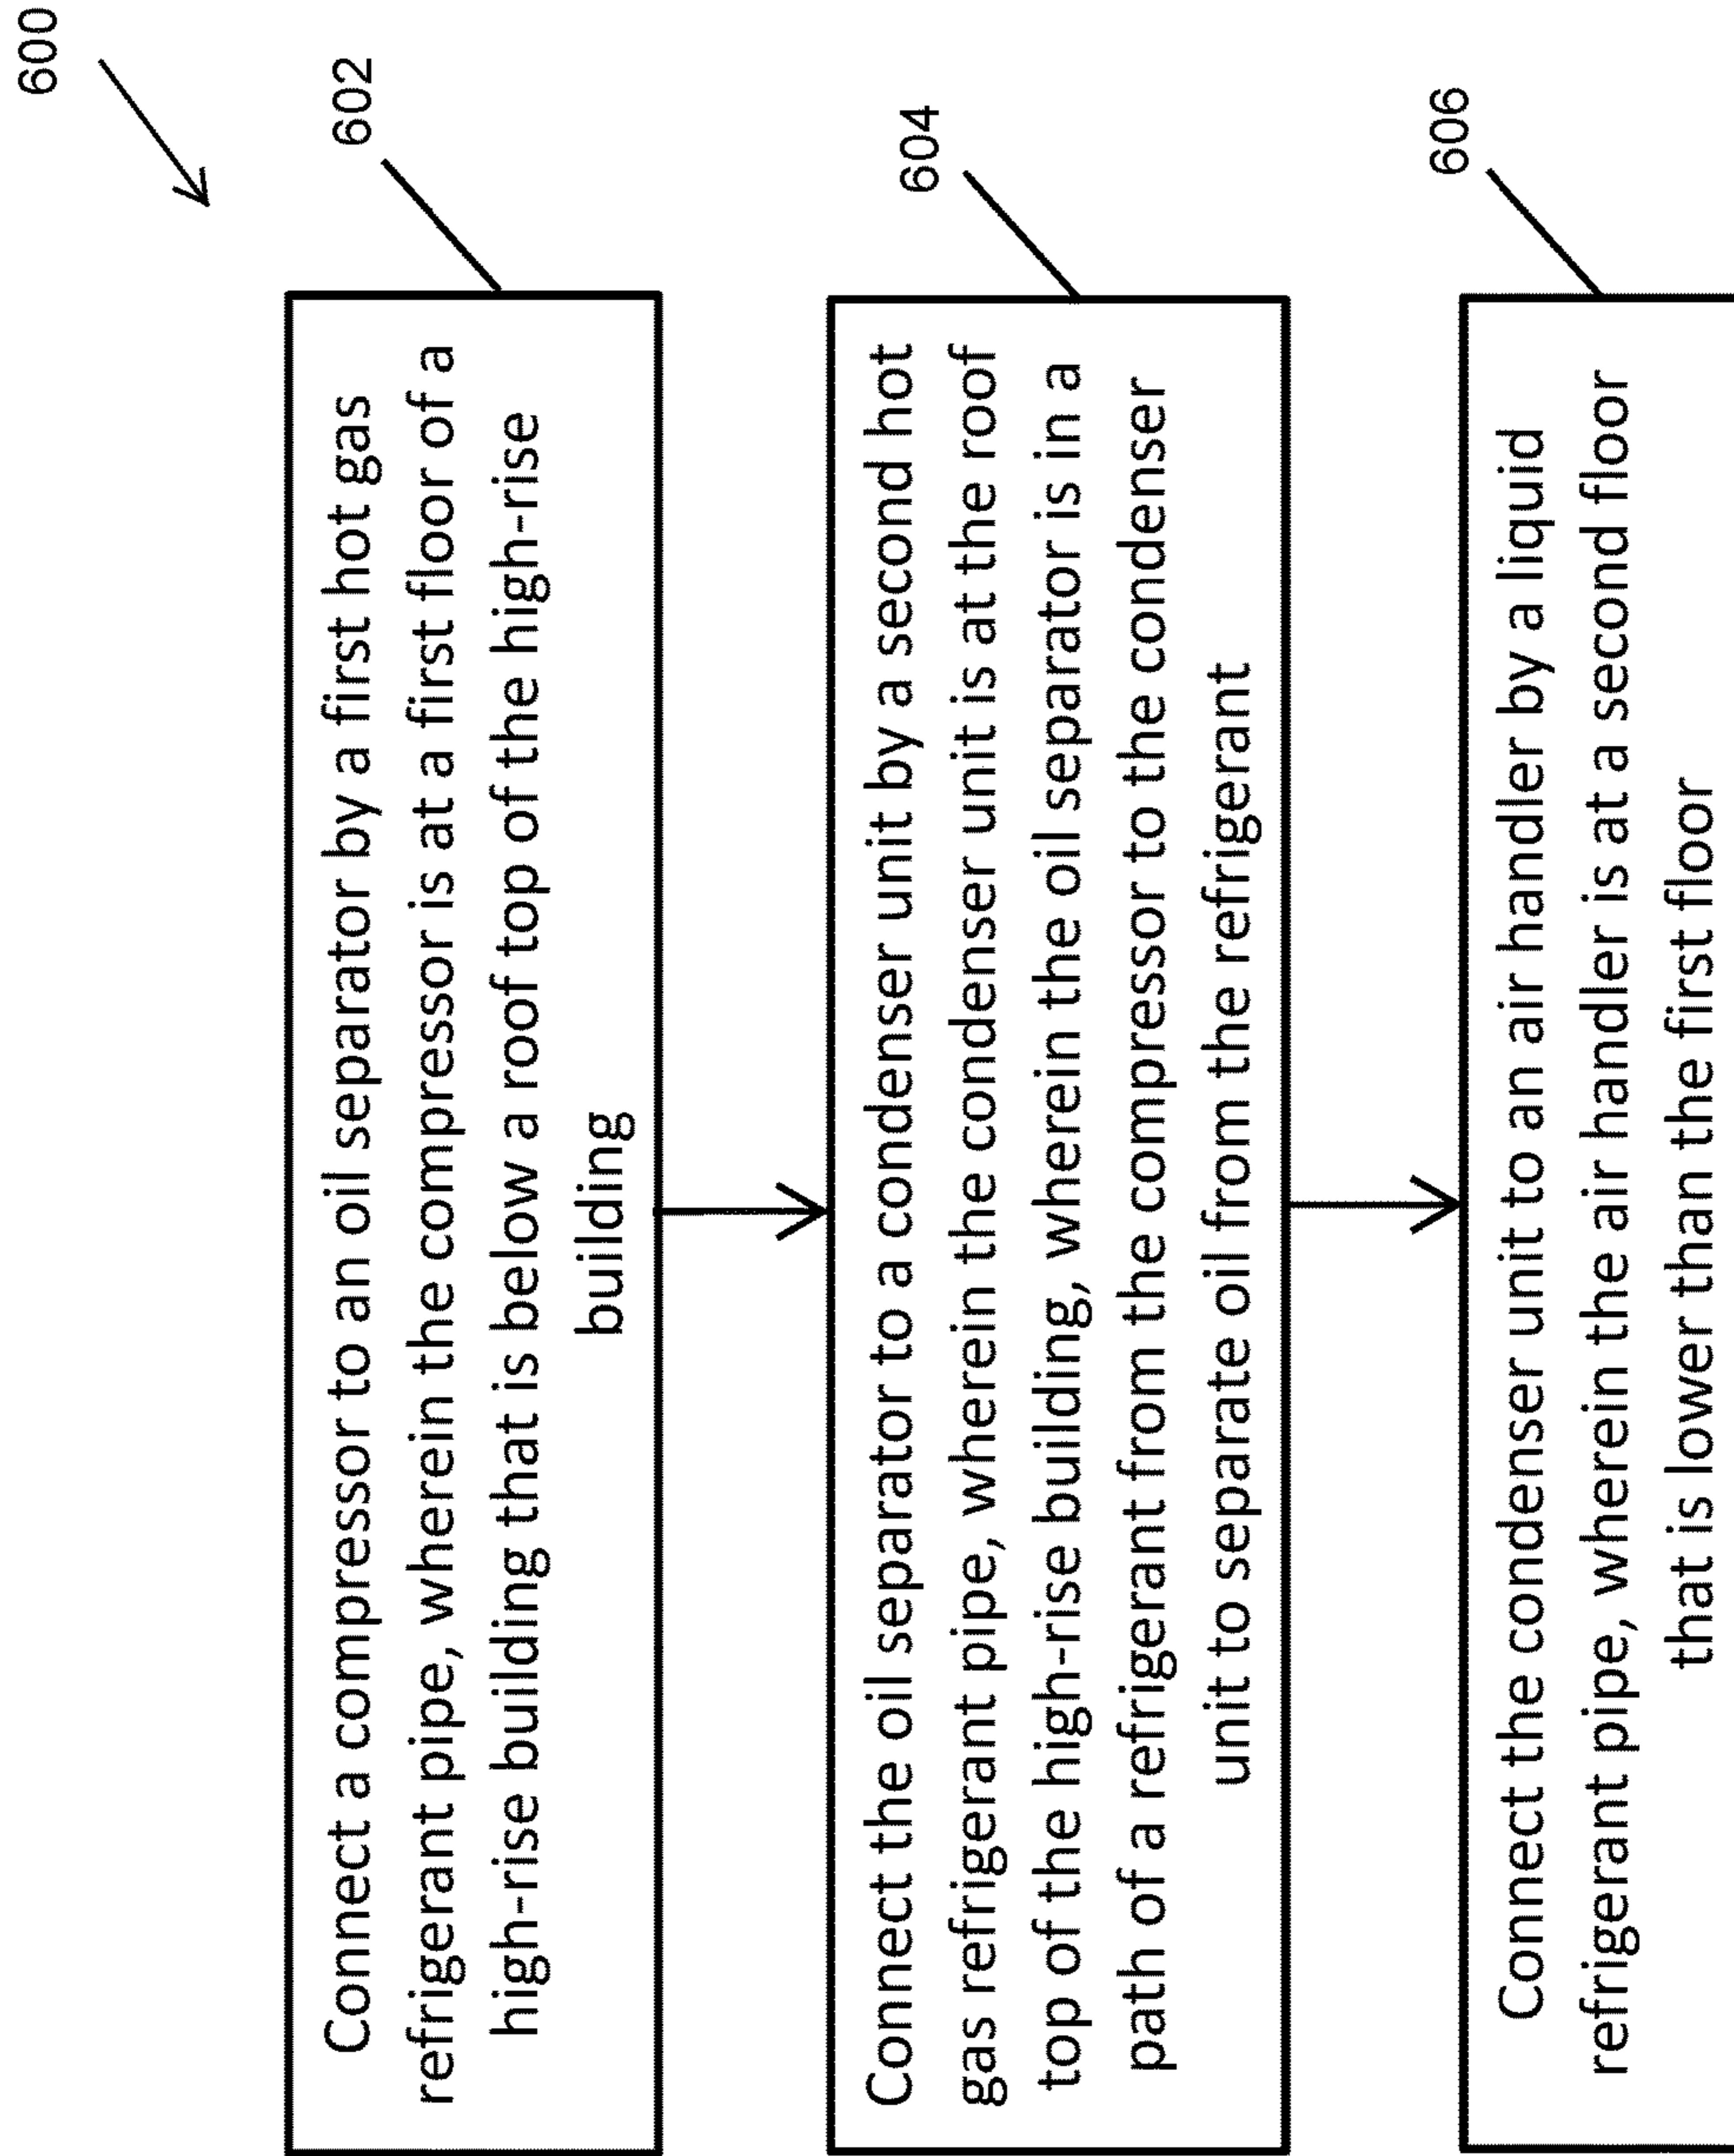 600
602
Connect a compressor to an oil separator by a first hot gas
refrigerant pipe, wherein the compressor is at a first floor of a
high-rise building that is below a roof top of the high-rise
building
604
Connect the oil separator to a condenser unit by a second hot
gas refrigerant pipe, wherein the condenser unit is at the roof
top of the high-rise building, wherein the oil separator is in a
path of a refrigerant from the compressor to the condenser
unit to separate oil from the refrigerant
606
Connect the condenser unit to an air handler by a liquid
refrigerant pipe, wherein the air handler is at a second floor
that is lower than the first floor